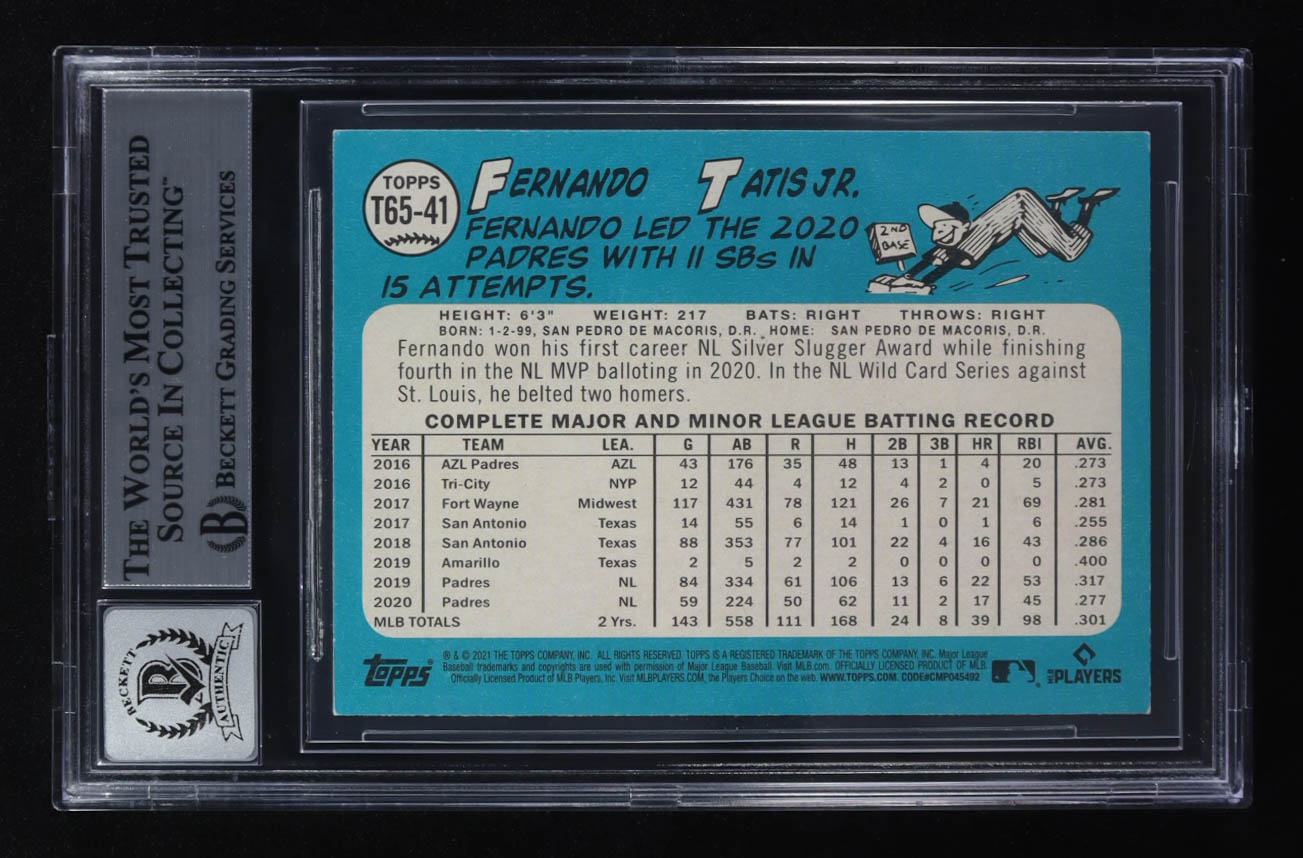 THE WORLD'S MOST TRUSTED
SOURCE IN COLLECTING™
B BECKETT GRADING SERVICES
BECKETT
B
AUTHENTIC
TOPPS
T65-41
FERNANDO TATIS JR.
FERNANDO LED THE 2020
PADRES WITH 11 SBs IN
15 ATTEMPTS.
2ND
BASE
HEIGHT: 6'3" WEIGHT: 217 BATS: RIGHT THROWS: RIGHT
BORN: 1-2-99, SAN PEDRO DE MACORIS, D.R. HOME: SAN PEDRO DE MACORIS, D.R.
Fernando won his first career NL Silver Slugger Award while finishing
fourth in the NL MVP balloting in 2020. In the NL Wild Card Series against
St. Louis, he belted two homers.
COMPLETE MAJOR AND MINOR LEAGUE BATTING RECORD
YEAR TEAM LEA. G AB R H 2B 3B HR RBI AVG.
2016 AZL Padres AZL 43 176 35 48 13 1 4 20 .273
2016 Tri-City NYP 12 44 4 12 4 2 0 5 .273
2017 Fort Wayne Midwest 117 431 78 121 26 7 21 69 .281
2017 San Antonio Texas 14 55 6 14 1 0 1 6 .255
2018 San Antonio Texas 88 353 77 101 22 4 16 43 .286
2019 Amarillo Texas 2 5 2 2 0 0 0 0 .400
2019 Padres NL 84 334 61 106 13 6 22 53 .317
2020 Padres NL 59 224 50 62 11 2 17 45 .277
MLB TOTALS 2 Yrs. 143 558 111 168 24 8 39 98 .301
topps®
® & © 2021 THE TOPPS COMPANY, INC. ALL RIGHTS RESERVED. TOPPS IS A REGISTERED TRADEMARK OF THE TOPPS COMPANY, INC. Major League
Baseball trademarks and copyrights are used with permission of Major League Baseball. Visit MLB.com. OFFICIALLY LICENSED PRODUCT OF MLB
Officially Licensed Product of MLB Players, Inc. Visit MLBPLAYERS.COM, the Players Choice on the web. WWW.TOPPS.COM. CODE#CMP045492
MLB PLAYERS